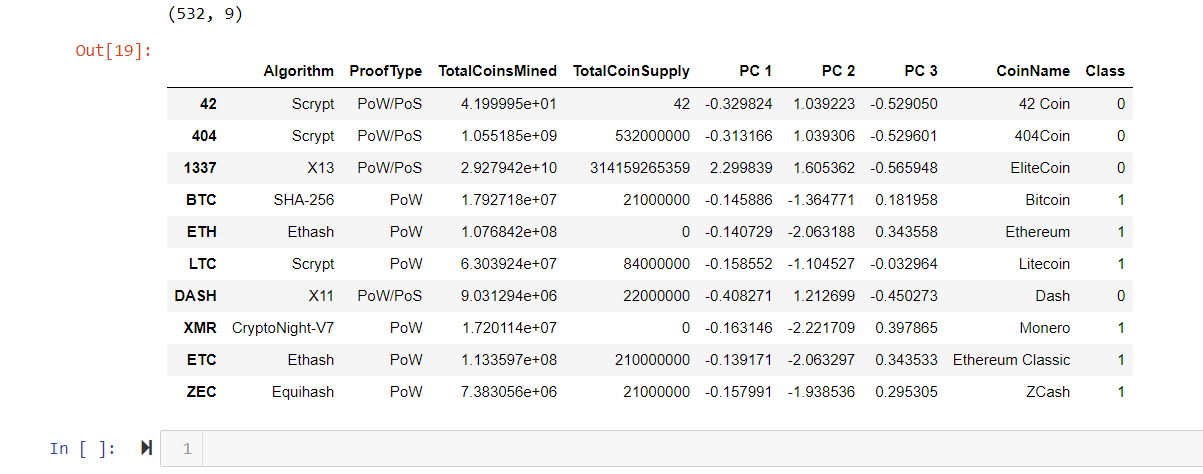 (532, 9)
Out[19]:
Algorithm ProofType TotalCoinsMined TotalCoinSupply PC 1 PC 2 PC 3 CoinName Class
42 Scrypt PoW/PoS 4.199995e+01 42 -0.329824 1.039223 -0.529050 42 Coin 0
404 Scrypt PoW/PoS 1.055185e+09 532000000 -0.313166 1.039306 -0.529601 404Coin 0
1337 X13 PoW/PoS 2.927942e+10 314159265359 2.299839 1.605362 -0.565948 EliteCoin 0
BTC SHA-256 PoW 1.792718e+07 21000000 -0.145886 -1.364771 0.181958 Bitcoin 1
ETH Ethash PoW 1.076842e+08 0 -0.140729 -2.063188 0.343558 Ethereum 1
LTC Scrypt PoW 6.303924e+07 84000000 -0.158552 -1.104527 -0.032964 Litecoin 1
DASH X11 PoW/PoS 9.031294e+06 22000000 -0.408271 1.212699 -0.450273 Dash 0
XMR CryptoNight-V7 PoW 1.720114e+07 0 -0.163146 -2.221709 0.397865 Monero 1
ETC Ethash PoW 1.133597e+08 210000000 -0.139171 -2.063297 0.343533 Ethereum Classic 1
ZEC Equihash PoW 7.383056e+06 21000000 -0.157991 -1.938536 0.295305 ZCash 1
In [ ]: 1